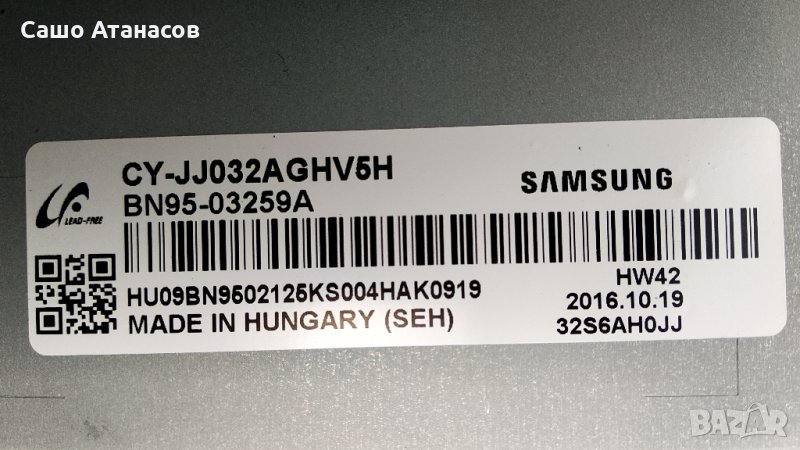 Сашо Атанасов
CY-JJ032AGHV5H
SAMSUNG
BN95-03259A
LEAD-FREE
HU09BN9502125KS004HAK0919
HW42
MADE IN HUNGARY (SEH)
2016.10.19
32S6AH0JJ
BAZAR